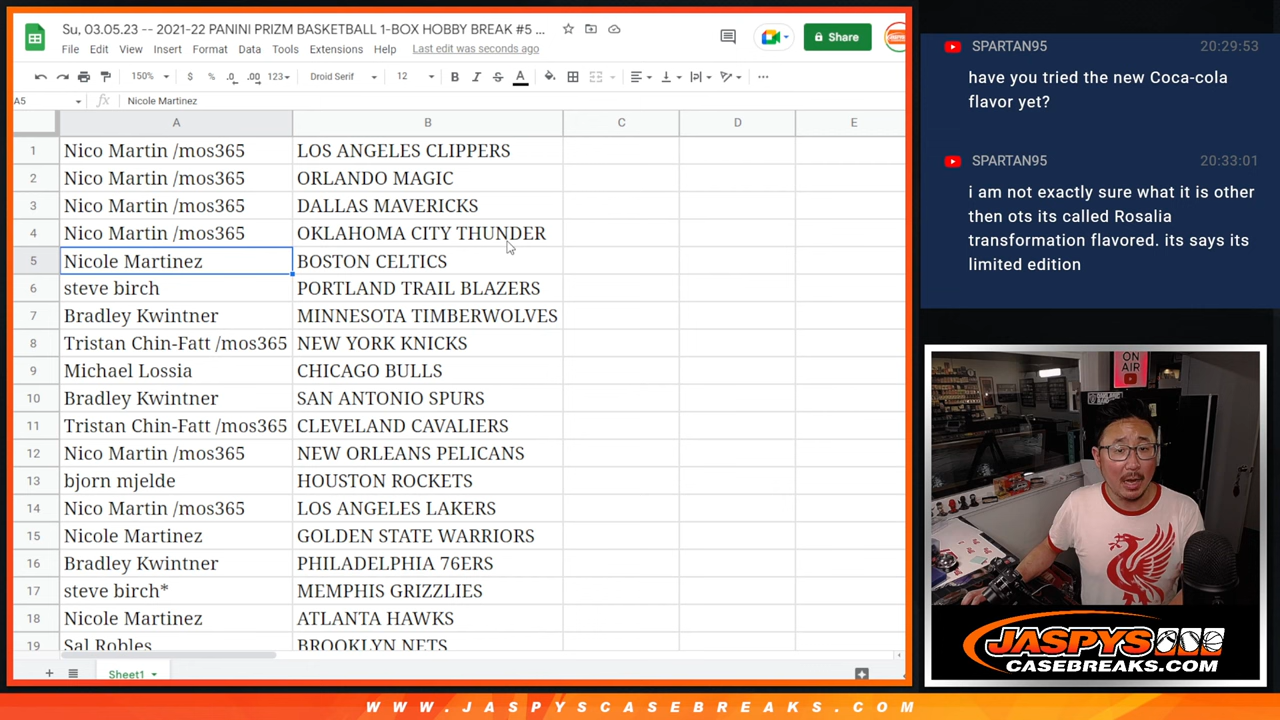 Su, 03.05.23 -- 2021-22 PANINI PRIZM BASKETBALL 1-BOX HOBBY BREAK #5 ...
File Edit View Insert Format Data Tools Extensions Help Last edit was seconds ago
Share
150% $ % .0 .00 123 Droid Serif 12 B I S A
A5 fx Nicole Martinez
A B C D E
1 Nico Martin /mos365 LOS ANGELES CLIPPERS
2 Nico Martin /mos365 ORLANDO MAGIC
3 Nico Martin /mos365 DALLAS MAVERICKS
4 Nico Martin /mos365 OKLAHOMA CITY THUNDER
5 Nicole Martinez BOSTON CELTICS
6 steve birch PORTLAND TRAIL BLAZERS
7 Bradley Kwintner MINNESOTA TIMBERWOLVES
8 Tristan Chin-Fatt /mos365 NEW YORK KNICKS
9 Michael Lossia CHICAGO BULLS
10 Bradley Kwintner SAN ANTONIO SPURS
11 Tristan Chin-Fatt /mos365 CLEVELAND CAVALIERS
12 Nico Martin /mos365 NEW ORLEANS PELICANS
13 bjorn mjelde HOUSTON ROCKETS
14 Nico Martin /mos365 LOS ANGELES LAKERS
15 Nicole Martinez GOLDEN STATE WARRIORS
16 Bradley Kwintner PHILADELPHIA 76ERS
17 steve birch* MEMPHIS GRIZZLIES
18 Nicole Martinez ATLANTA HAWKS
19 Sal Robles BROOKLYN NETS
Sheet1
SPARTAN95 20:29:53
have you tried the new Coca-cola
flavor yet?
SPARTAN95 20:33:01
i am not exactly sure what it is other
then ots its called Rosalia
transformation flavored. its says its
limited edition
ON
AIR
JASPYS
CASEBREAKS.COM
WWW.JASPYSCASEBREAKS.COM